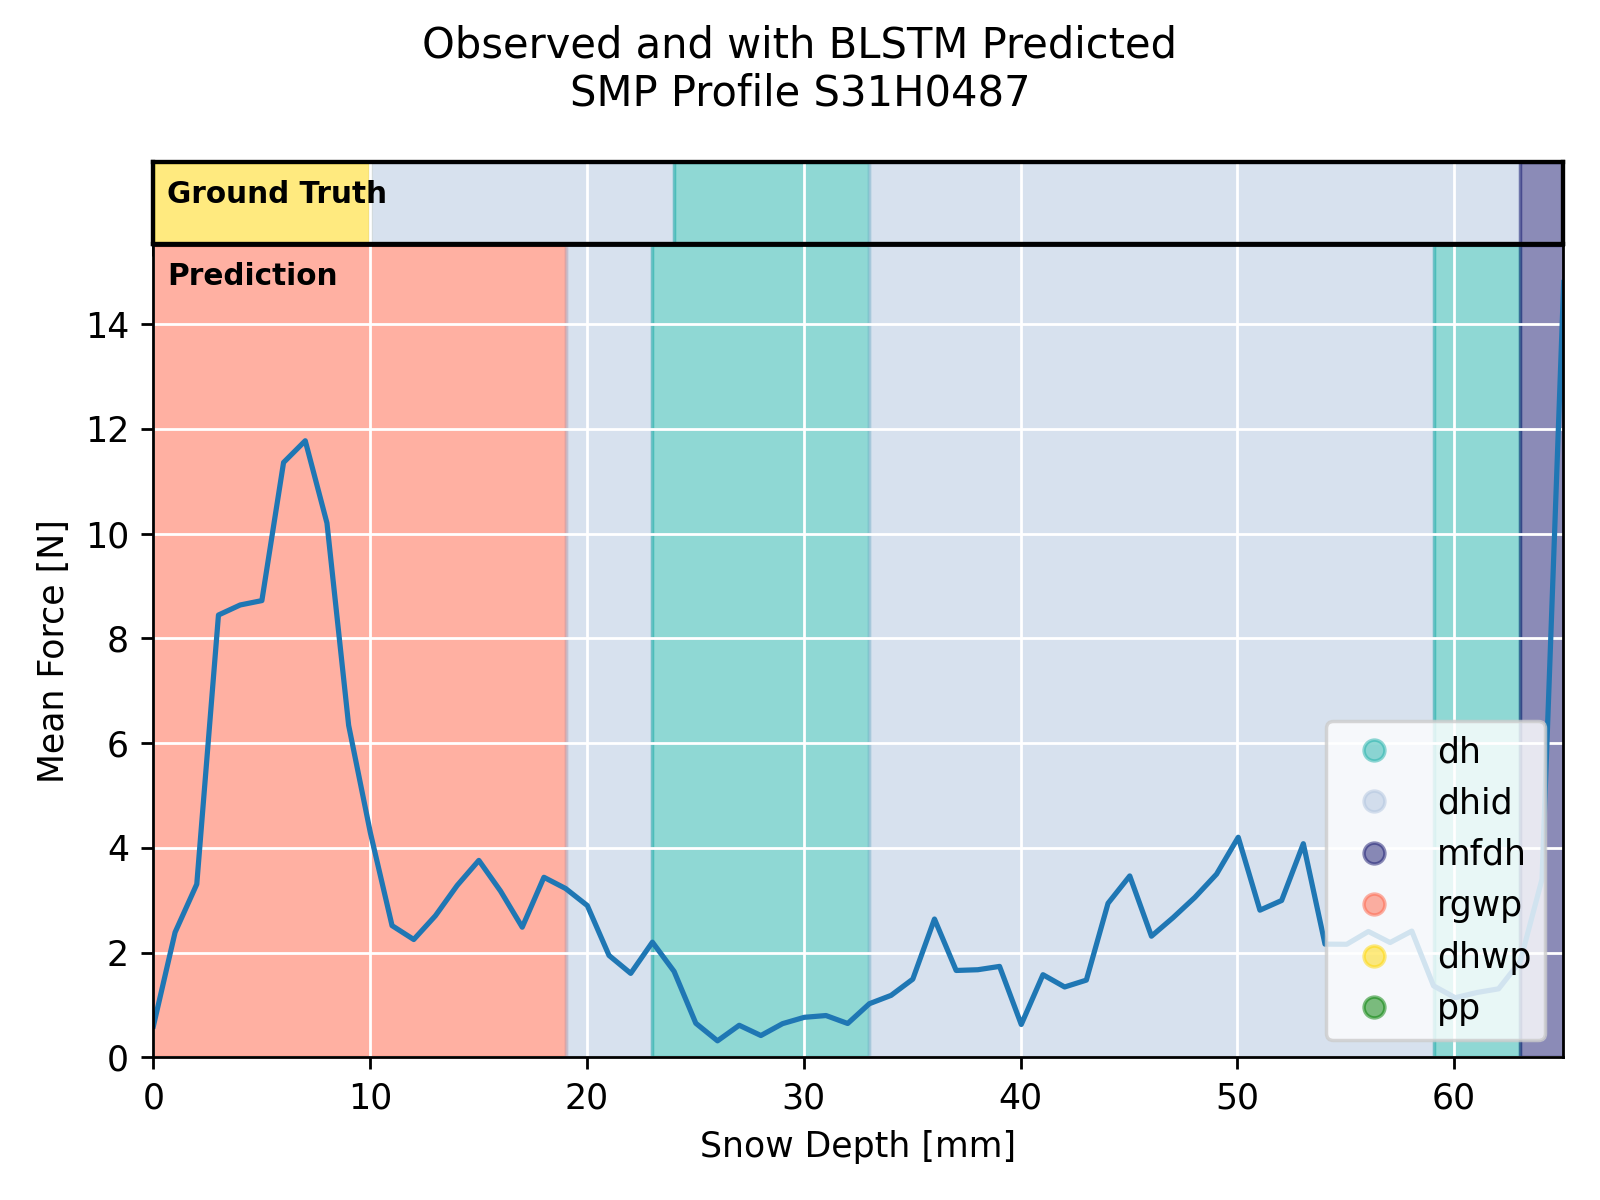 Observed and with BLSTM Predicted
SMP Profile S31H0487
Ground Truth
Prediction
14
12
10
8
6
4
2
0
Mean Force [N]
dh
dhid
mfdh
rgwp
dhwp
pp
0 10 20 30 40 50 60
Snow Depth [mm]